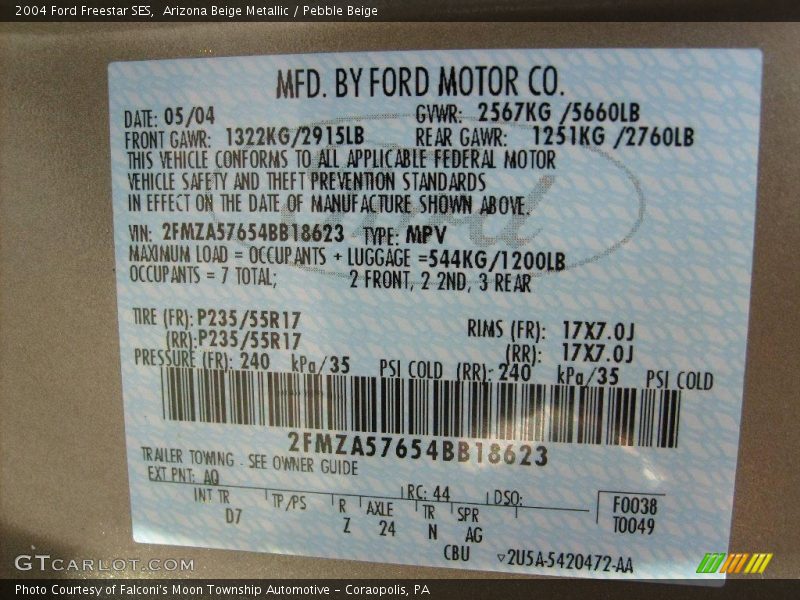 2004 Ford Freestar SES,  Arizona Beige Metallic / Pebble Beige
MFD. BY FORD MOTOR CO.
DATE: 05/04 GVWR: 2567KG /5660LB
FRONT GAWR: 1322KG/2915LB REAR GAWR: 1251KG /2760LB
THIS VEHICLE CONFORMS TO ALL APPLICABLE FEDERAL MOTOR
VEHICLE SAFETY AND THEFT PREVENTION STANDARDS
IN EFFECT ON THE DATE OF MANUFACTURE SHOWN ABOVE.
VIN: 2FMZA57654BB18623 TYPE: MPV
MAXIMUM LOAD = OCCUPANTS + LUGGAGE =544KG/1200LB
OCCUPANTS = 7 TOTAL; 2 FRONT, 2 2ND, 3 REAR
TIRE (FR): P235/55R17 RIMS (FR): 17X7.0J
(RR): P235/55R17 (RR): 17X7.0J
PRESSURE (FR): 240 kPa/35 PSI COLD (RR): 240 kPa/35 PSI COLD
2FMZA57654BB18623
TRAILER TOWING - SEE OWNER GUIDE
EXT PNT: AQ RC: 44 DSO: F0038
INT TR TP/PS R AXLE TR SPR T0049
D7 Z 24 N AG
CBU 2U5A-5420472-AA
GTCARLOT.COM
Photo Courtesy of Falconi's Moon Township Automotive - Coraopolis, PA